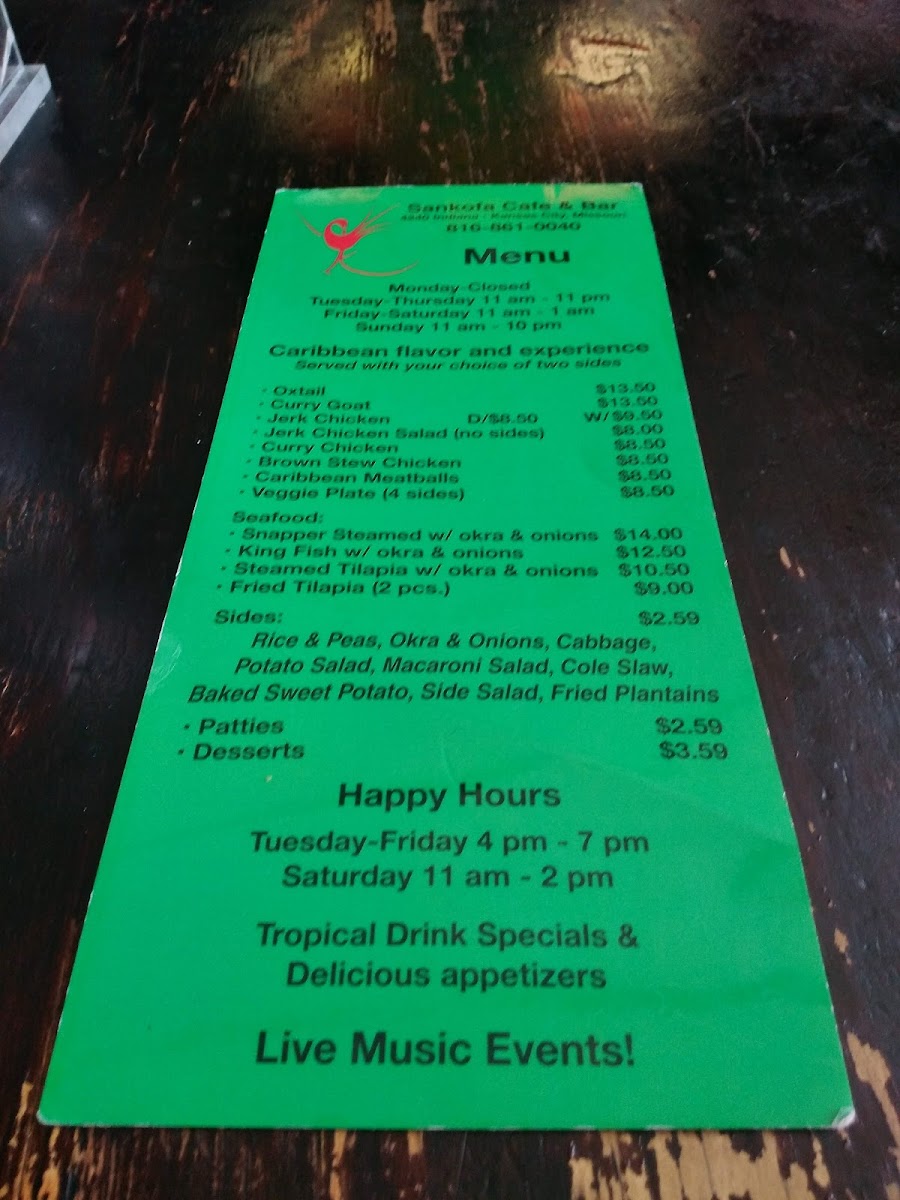 Sankofa Cafe & Bar
Indiana - Kansas City, Missouri
816-861-0040
Menu
Monday-Closed
Tuesday-Thursday 11 am - 11 pm
Friday-Saturday 11 am - 1 am
Sunday 11 am - 10 pm
Caribbean flavor and experience
Served with your choice of two sides
· Oxtail $13.50
· Curry Goat $13.50
· Jerk Chicken D/$8.50 W/$9.50
· Jerk Chicken Salad (no sides) $8.00
· Curry Chicken $8.50
· Brown Stew Chicken $8.50
· Caribbean Meatballs $8.50
· Veggie Plate (4 sides) $8.50
Seafood:
· Snapper Steamed w/ okra & onions $14.00
· King Fish w/ okra & onions $12.50
· Steamed Tilapia w/ okra & onions $10.50
· Fried Tilapia (2 pcs.) $9.00
Sides: $2.59
Rice & Peas, Okra & Onions, Cabbage,
Potato Salad, Macaroni Salad, Cole Slaw,
Baked Sweet Potato, Side Salad, Fried Plantains
· Patties $2.59
· Desserts $3.59
Happy Hours
Tuesday-Friday 4 pm - 7 pm
Saturday 11 am - 2 pm
Tropical Drink Specials &
Delicious appetizers
Live Music Events!